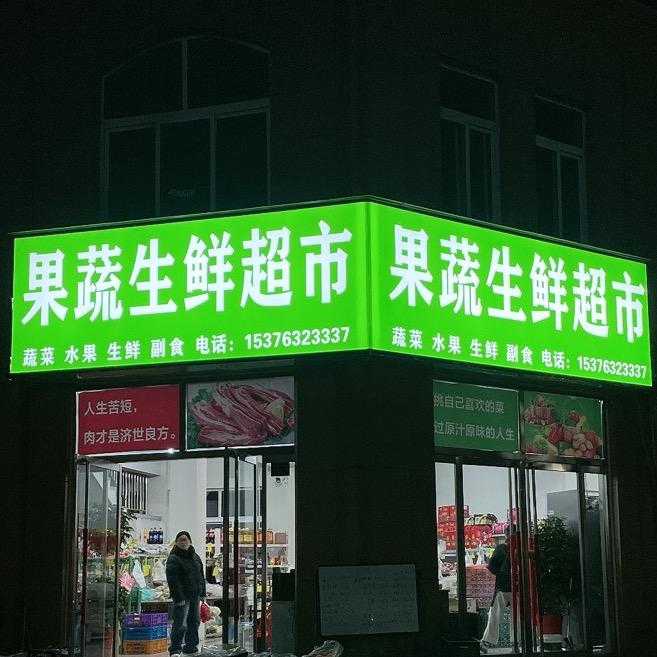 果蔬生鲜超市
蔬菜 水果 生鲜 副食 电话：15376323337
果蔬生鲜超市
蔬菜 水果 生鲜 副食 电话：15376323337
人生苦短，
肉才是济世良方。
挑自己喜欢的菜
过原汁原味的人生